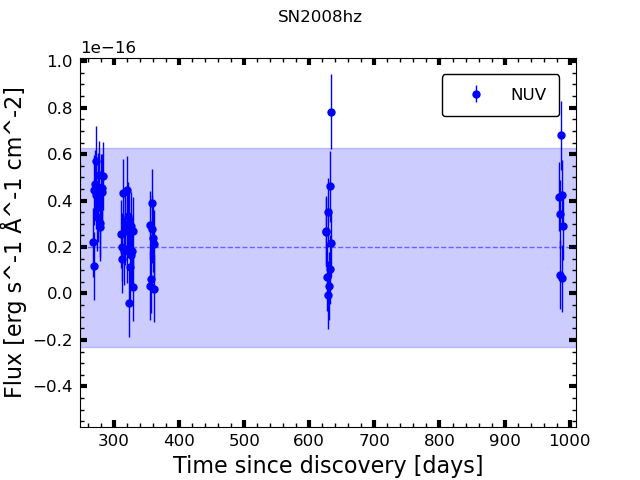 SN2008hz
1e−16
1.0
0.8
0.6
0.4
0.2
0.0
−0.2
−0.4
Flux [erg s^-1 Å^-1 cm^-2]
NUV
300 400 500 600 700 800 900 1000
Time since discovery [days]